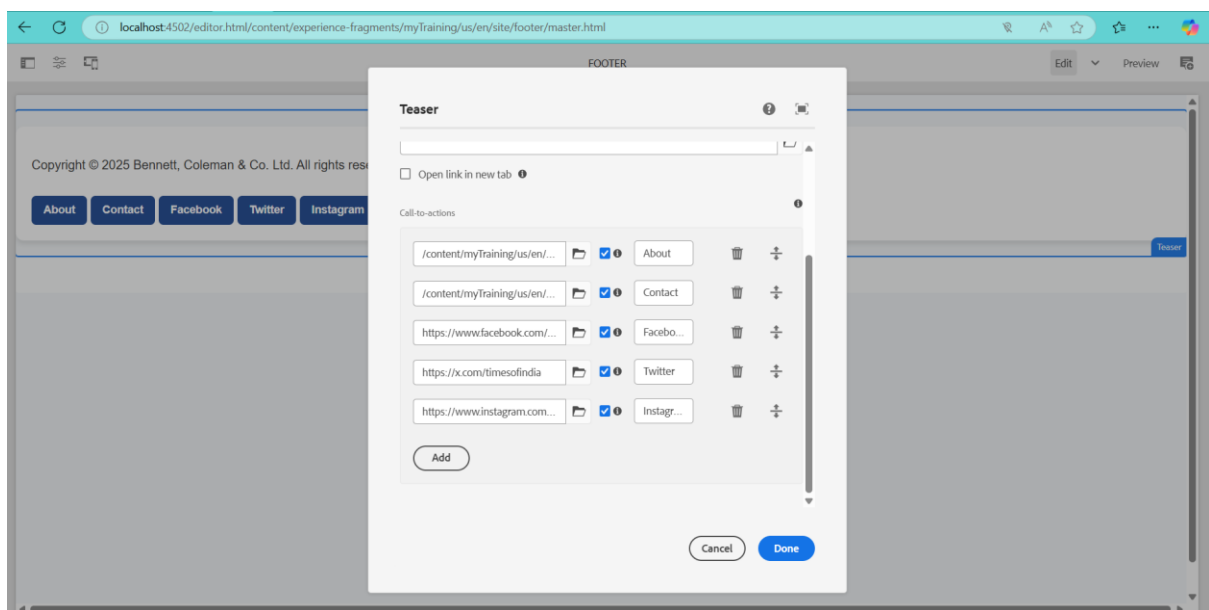 localhost:4502/editor.html/content/experience-fragments/myTraining/us/en/site/footer/master.html
FOOTER
Edit Preview
Teaser
Open link in new tab
Copyright © 2025 Bennett, Coleman & Co. Ltd. All rights rese
About Contact Facebook Twitter Instagram
Call-to-actions
/content/myTraining/us/en/... About
/content/myTraining/us/en/... Contact
https://www.facebook.com/... Facebo...
https://x.com/timesofindia Twitter
https://www.instagram.com... Instagr...
Add
Teaser
Cancel Done